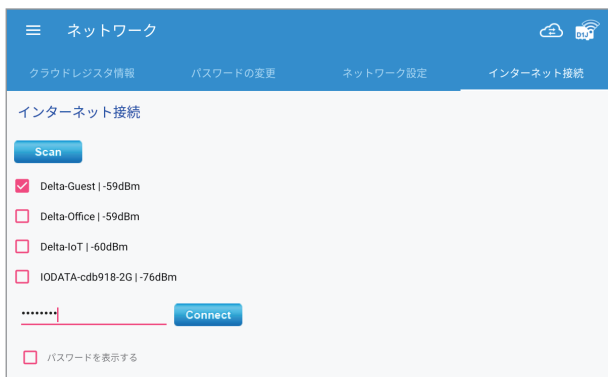 ネットワーク
D1J
クラウドレジスタ情報 パスワードの変更 ネットワーク設定 インターネット接続
インターネット接続
Scan
Delta-Guest | -59dBm
Delta-Office | -59dBm
Delta-IoT | -60dBm
IODATA-cdb918-2G | -76dBm
•••••••• Connect
パスワードを表示する